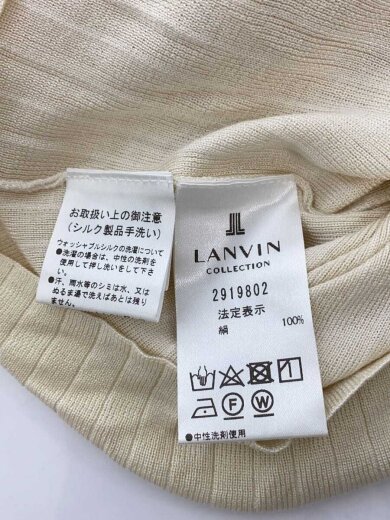 お取扱い上の御注意
(シルク製品手洗い)
ウォッシャブルシルクの洗濯について
●洗濯の場合は、中性の洗剤を
使用して押し洗いをして下さ
い。
●汗、雨水等のシミは水、又は
ぬるま湯で洗えばあとは残り
ません。
LANVIN
COLLECTION
2919802
法定表示
絹 100%
F W
●中性洗剤使用